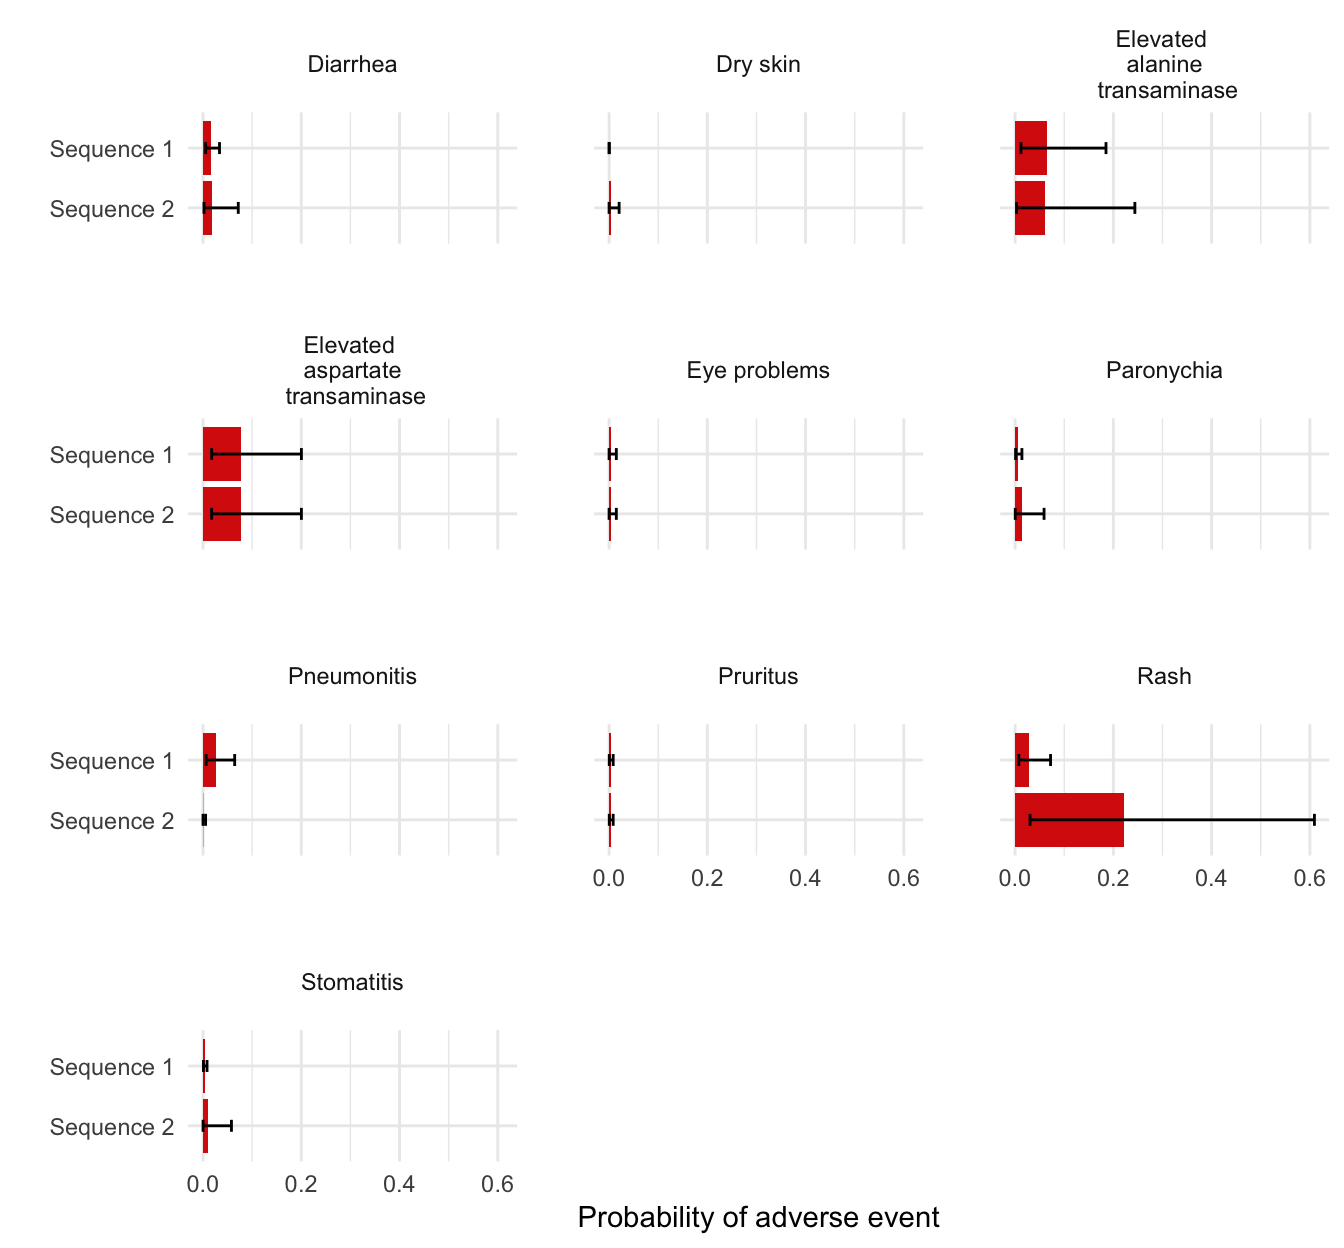 Diarrhea
Dry skin
Elevated
alanine
transaminase
Sequence 1
Sequence 2
Elevated
aspartate
transaminase
Eye problems
Paronychia
Sequence 1
Sequence 2
Pneumonitis
Pruritus
Rash
Sequence 1
Sequence 2
0.0 0.2 0.4 0.6
0.0 0.2 0.4 0.6
Stomatitis
Sequence 1
Sequence 2
0.0 0.2 0.4 0.6
Probability of adverse event